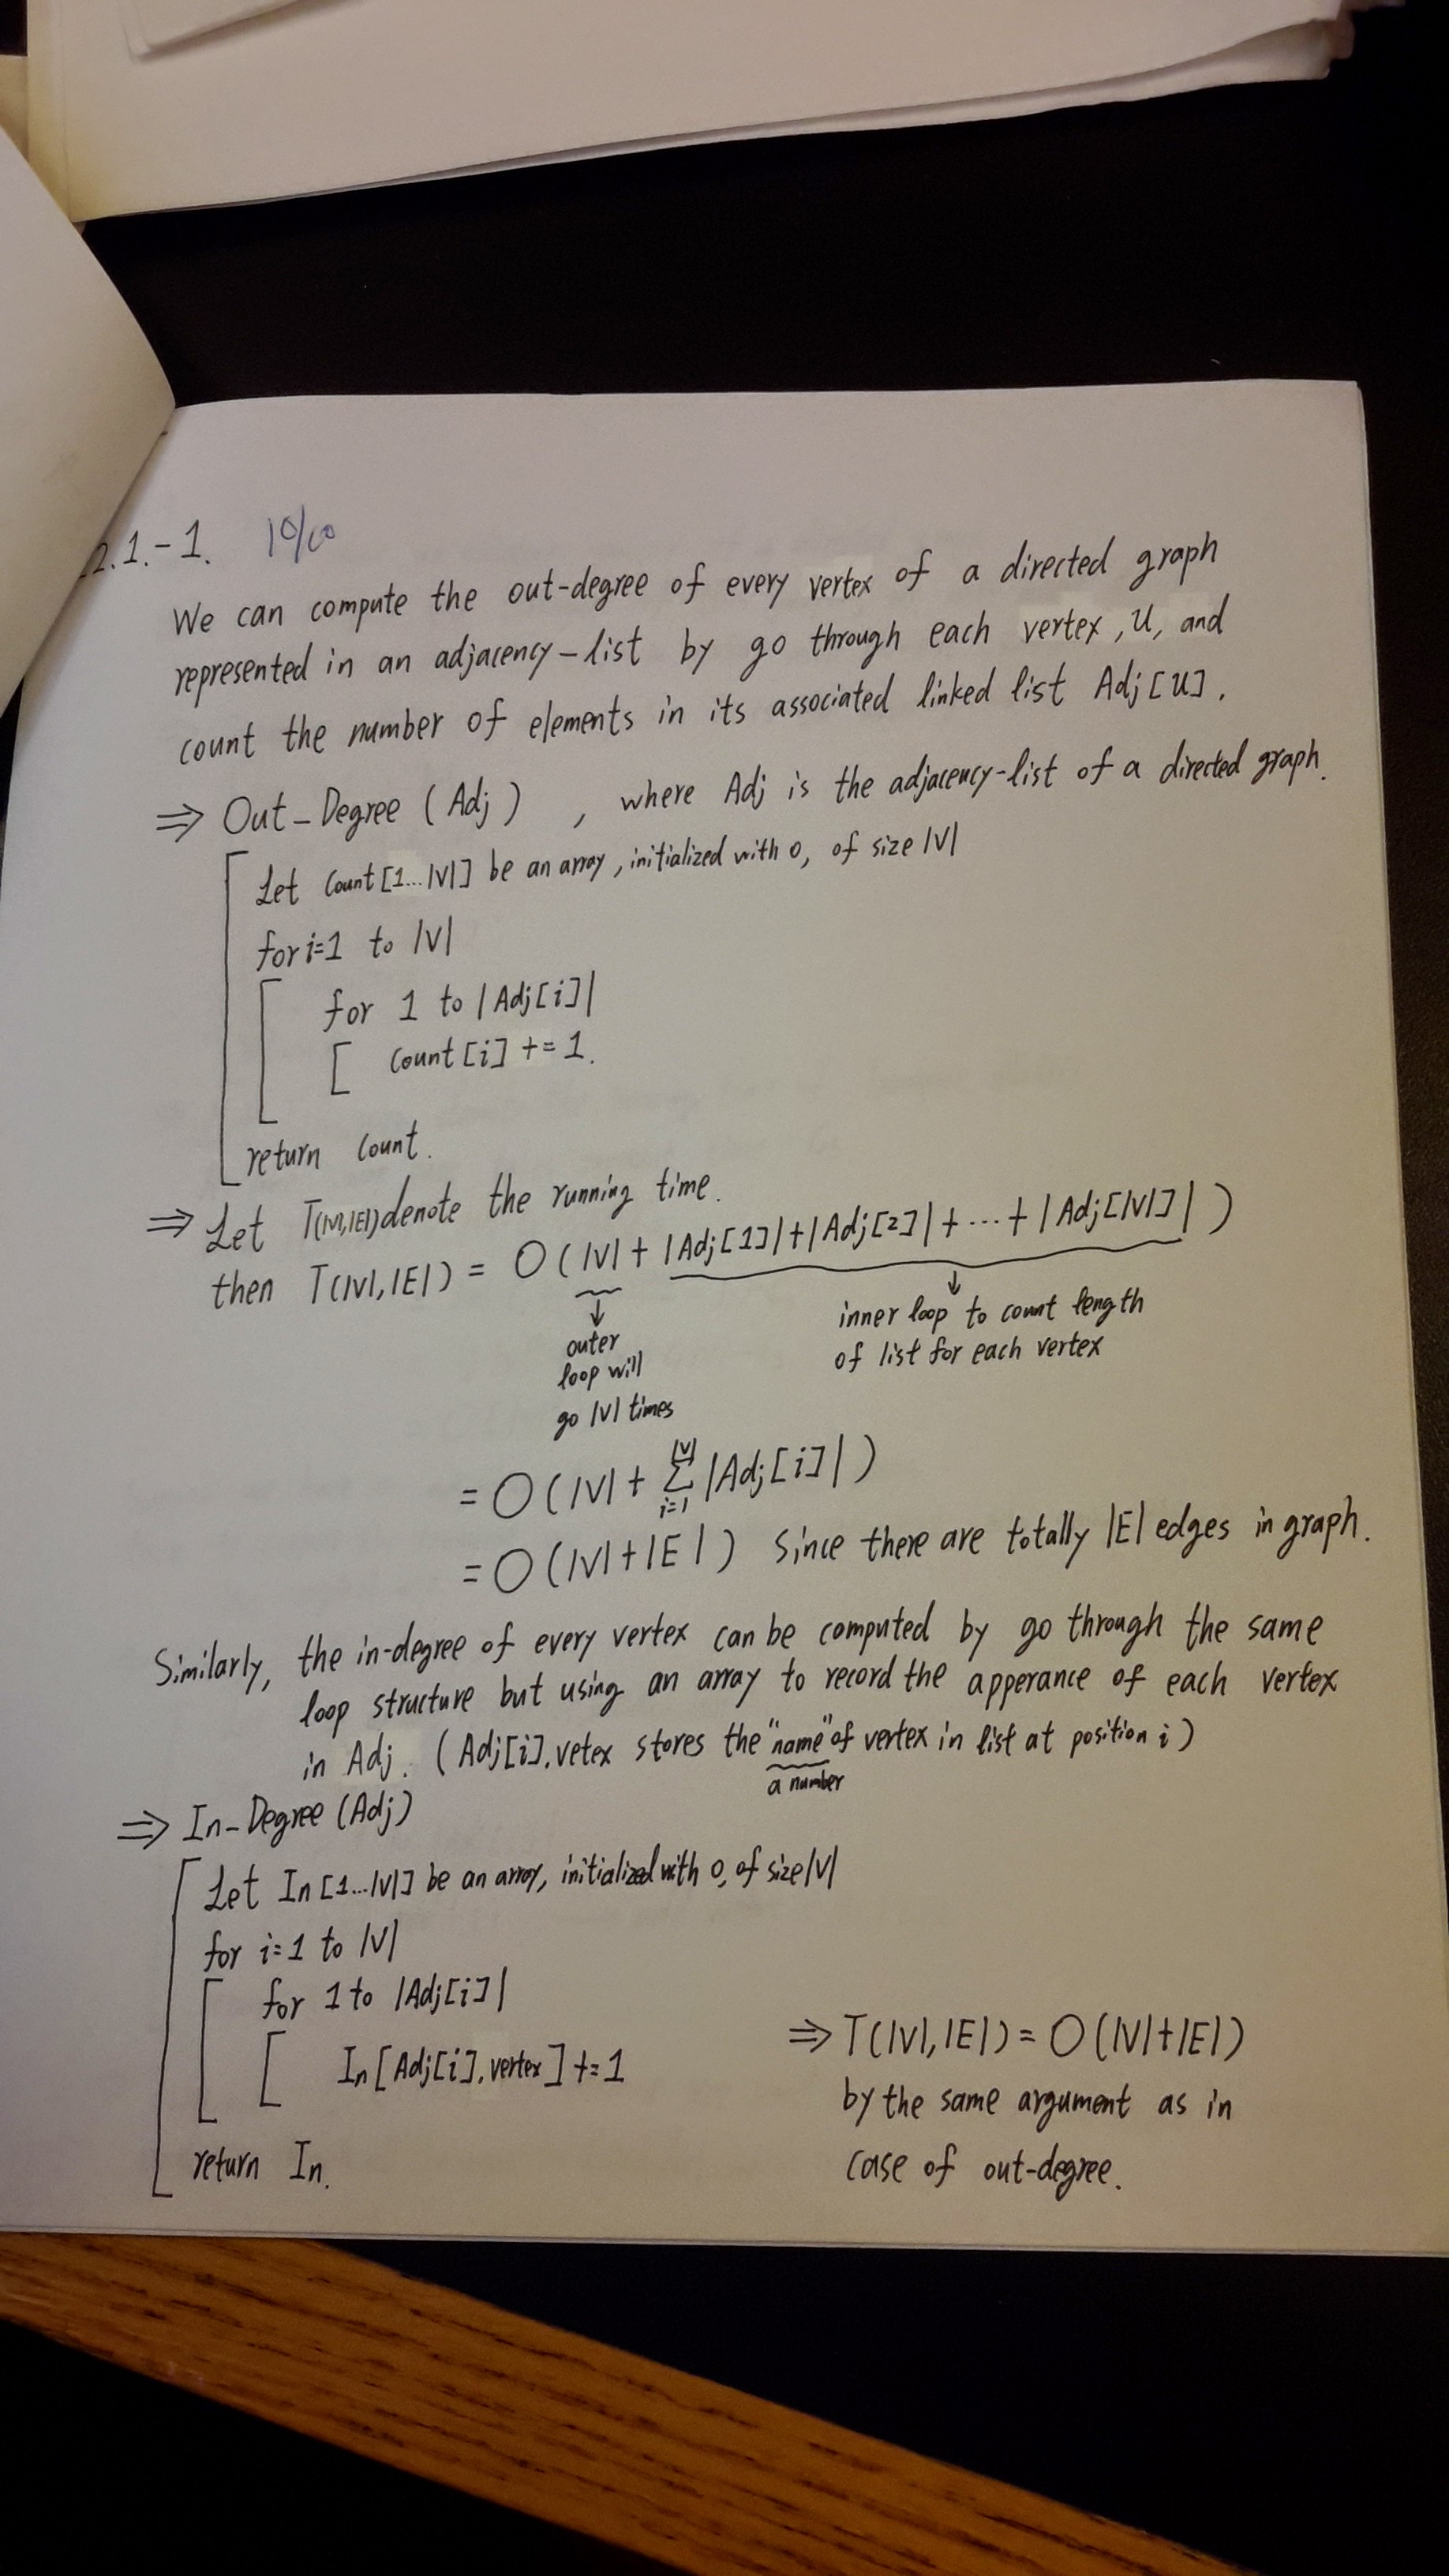 2.1.-1. 10/10
We can compute the out-degree of every vertex of a directed graph
represented in an adjacency-list by go through each vertex, u, and
count the number of elements in its associated linked list Adj[u].
⇒ Out_Degree (Adj) , where Adj is the adjacency-list of a directed graph.
Let Count[1...|V|] be an array, initialized with 0, of size |V|
for i=1 to |V|
for 1 to |Adj[i]|
Count[i] += 1.
return Count.
⇒ Let T(|V|,|E|) denote the running time.
then T(|V|,|E|) = O(|V| + |Adj[1]| + |Adj[2]| + ... + |Adj[|V|]| )
↓ outer loop will go |V| times
↓ inner loop to count length
of list for each vertex
= O(|V| + Σ_{i=1}^{|V|} |Adj[i]| )
= O(|V|+|E|) Since there are totally |E| edges in graph.
Similarly, the in-degree of every vertex can be computed by go through the same
loop structure but using an array to record the apperance of each vertex
in Adj. (Adj[i].vetex stores the "name" of vertex in list at position i)
a number
⇒ In_Degree (Adj)
Let In[1...|V|] be an array, initialized with 0, of size |V|
for i=1 to |V|
for 1 to |Adj[i]|
In[Adj[i].vertex] += 1
return In.
⇒ T(|V|,|E|) = O(|V|+|E|)
by the same argument as in
case of out-degree.